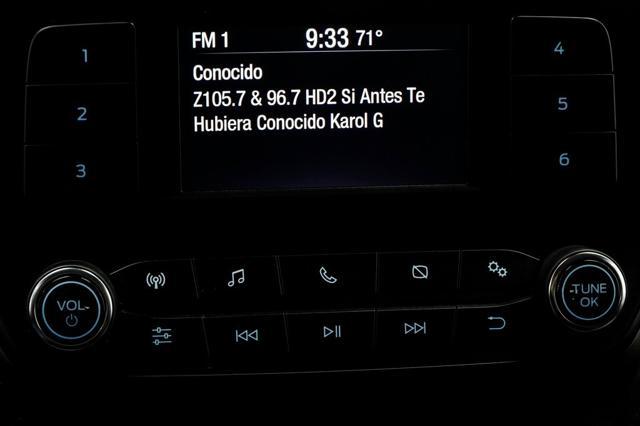 FM 1 9:33 71°
Conocido
Z105.7 & 96.7 HD2 Si Antes Te
Hubiera Conocido Karol G
1
2
3
4
5
6
VOL
TUNE
OK